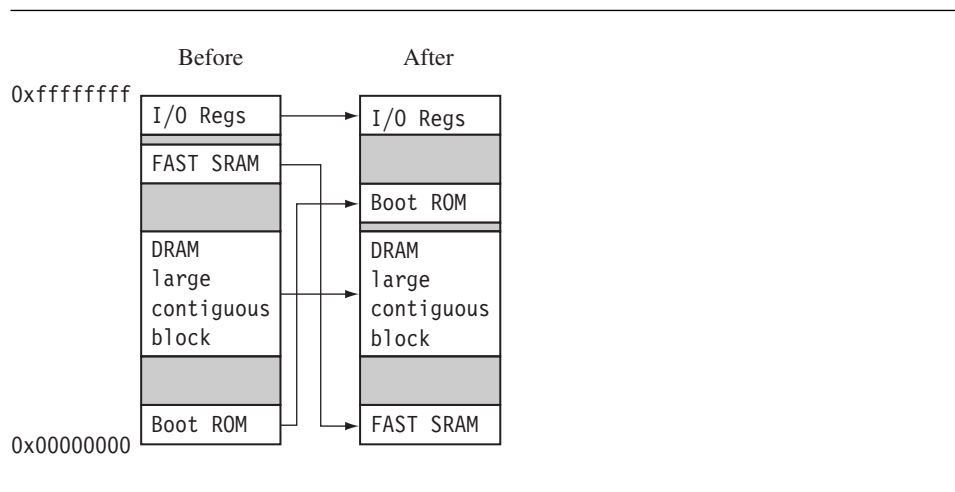 Before
After
0xffffffff
I/O Regs
FAST SRAM
DRAM
large
contiguous
block
Boot ROM
0x00000000
I/O Regs
Boot ROM
DRAM
large
contiguous
block
FAST SRAM